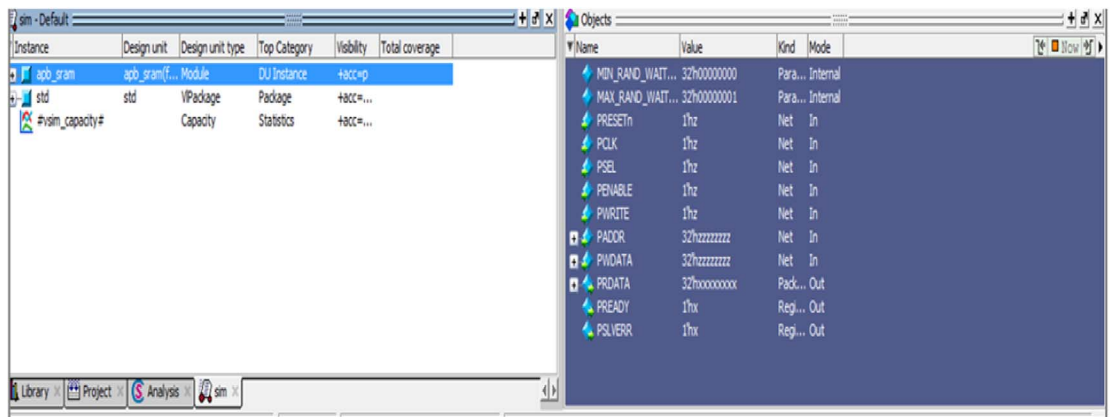 sim - Default
Instance Design unit Design unit type Top Category Visibility Total coverage
apb_sram apb_sram(f... Module DU Instance +acc=p
std std VlPackage Package +acc=...
#vsim_capacity# Capacity Statistics +acc=...
Library Project Analysis sim
Objects
Name Value Kind Mode
Now
MIN_RAND_WAIT... 32'h00000000 Para... Internal
MAX_RAND_WAIT... 32'h00000001 Para... Internal
PRESETn 1'hz Net In
PCLK 1'hz Net In
PSEL 1'hz Net In
PENABLE 1'hz Net In
PWRITE 1'hz Net In
PADDR 32'hzzzzzzzz Net In
PWDATA 32'hzzzzzzzz Net In
PRDATA 32'hxxxxxxxx Pack... Out
PREADY 1'hx Regi... Out
PSLVERR 1'hx Regi... Out